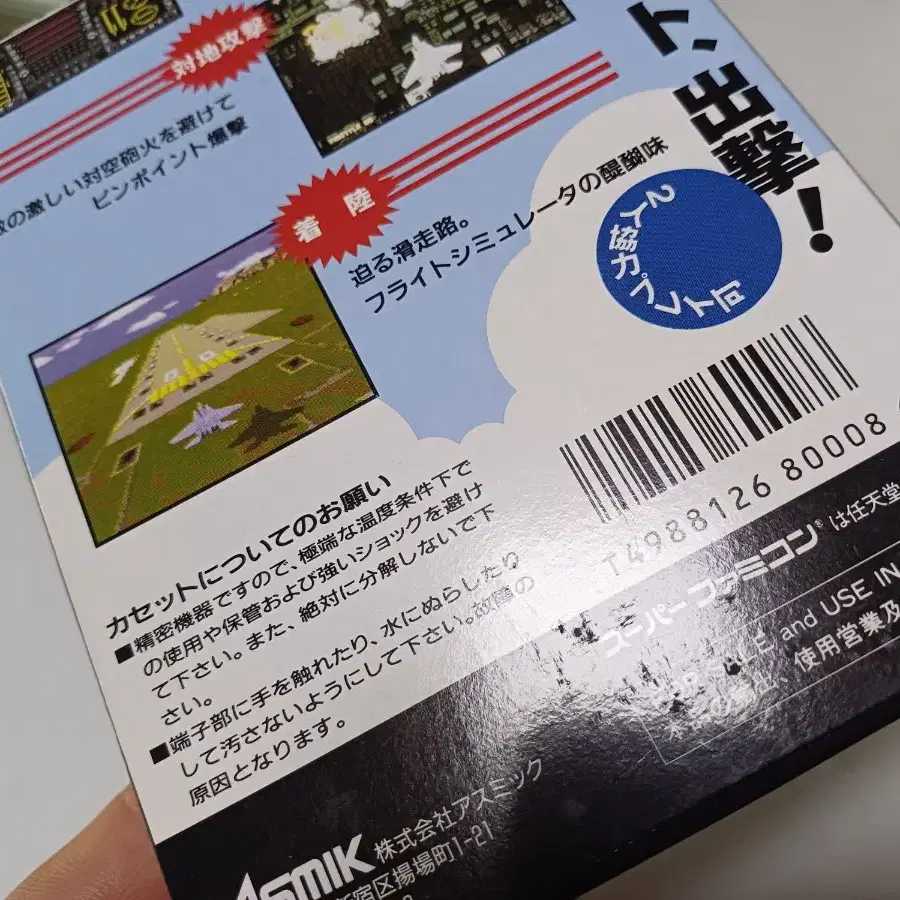 対地攻撃
の激しい対空砲火を避けて
ピンポイント爆撃
ト、出撃！
着陸
迫る滑走路。
フライトシミュレータの醍醐味
2人協力プレイ可
T4988126 80008
カセットについてのお願い
■精密機器ですので、極端な温度条件下で
の使用や保管および強いショックを避け
て下さい。また、絶対に分解しないで下
さい。
■端子部に手を触れたり、水にぬらしたり
して汚さないようにして下さい。故障の
原因となります。
スーパーファミコン®は任天堂
SALE and USE IN
輸出、使用営業及
ASMIK 株式会社アスミック
宿区揚場町1-21